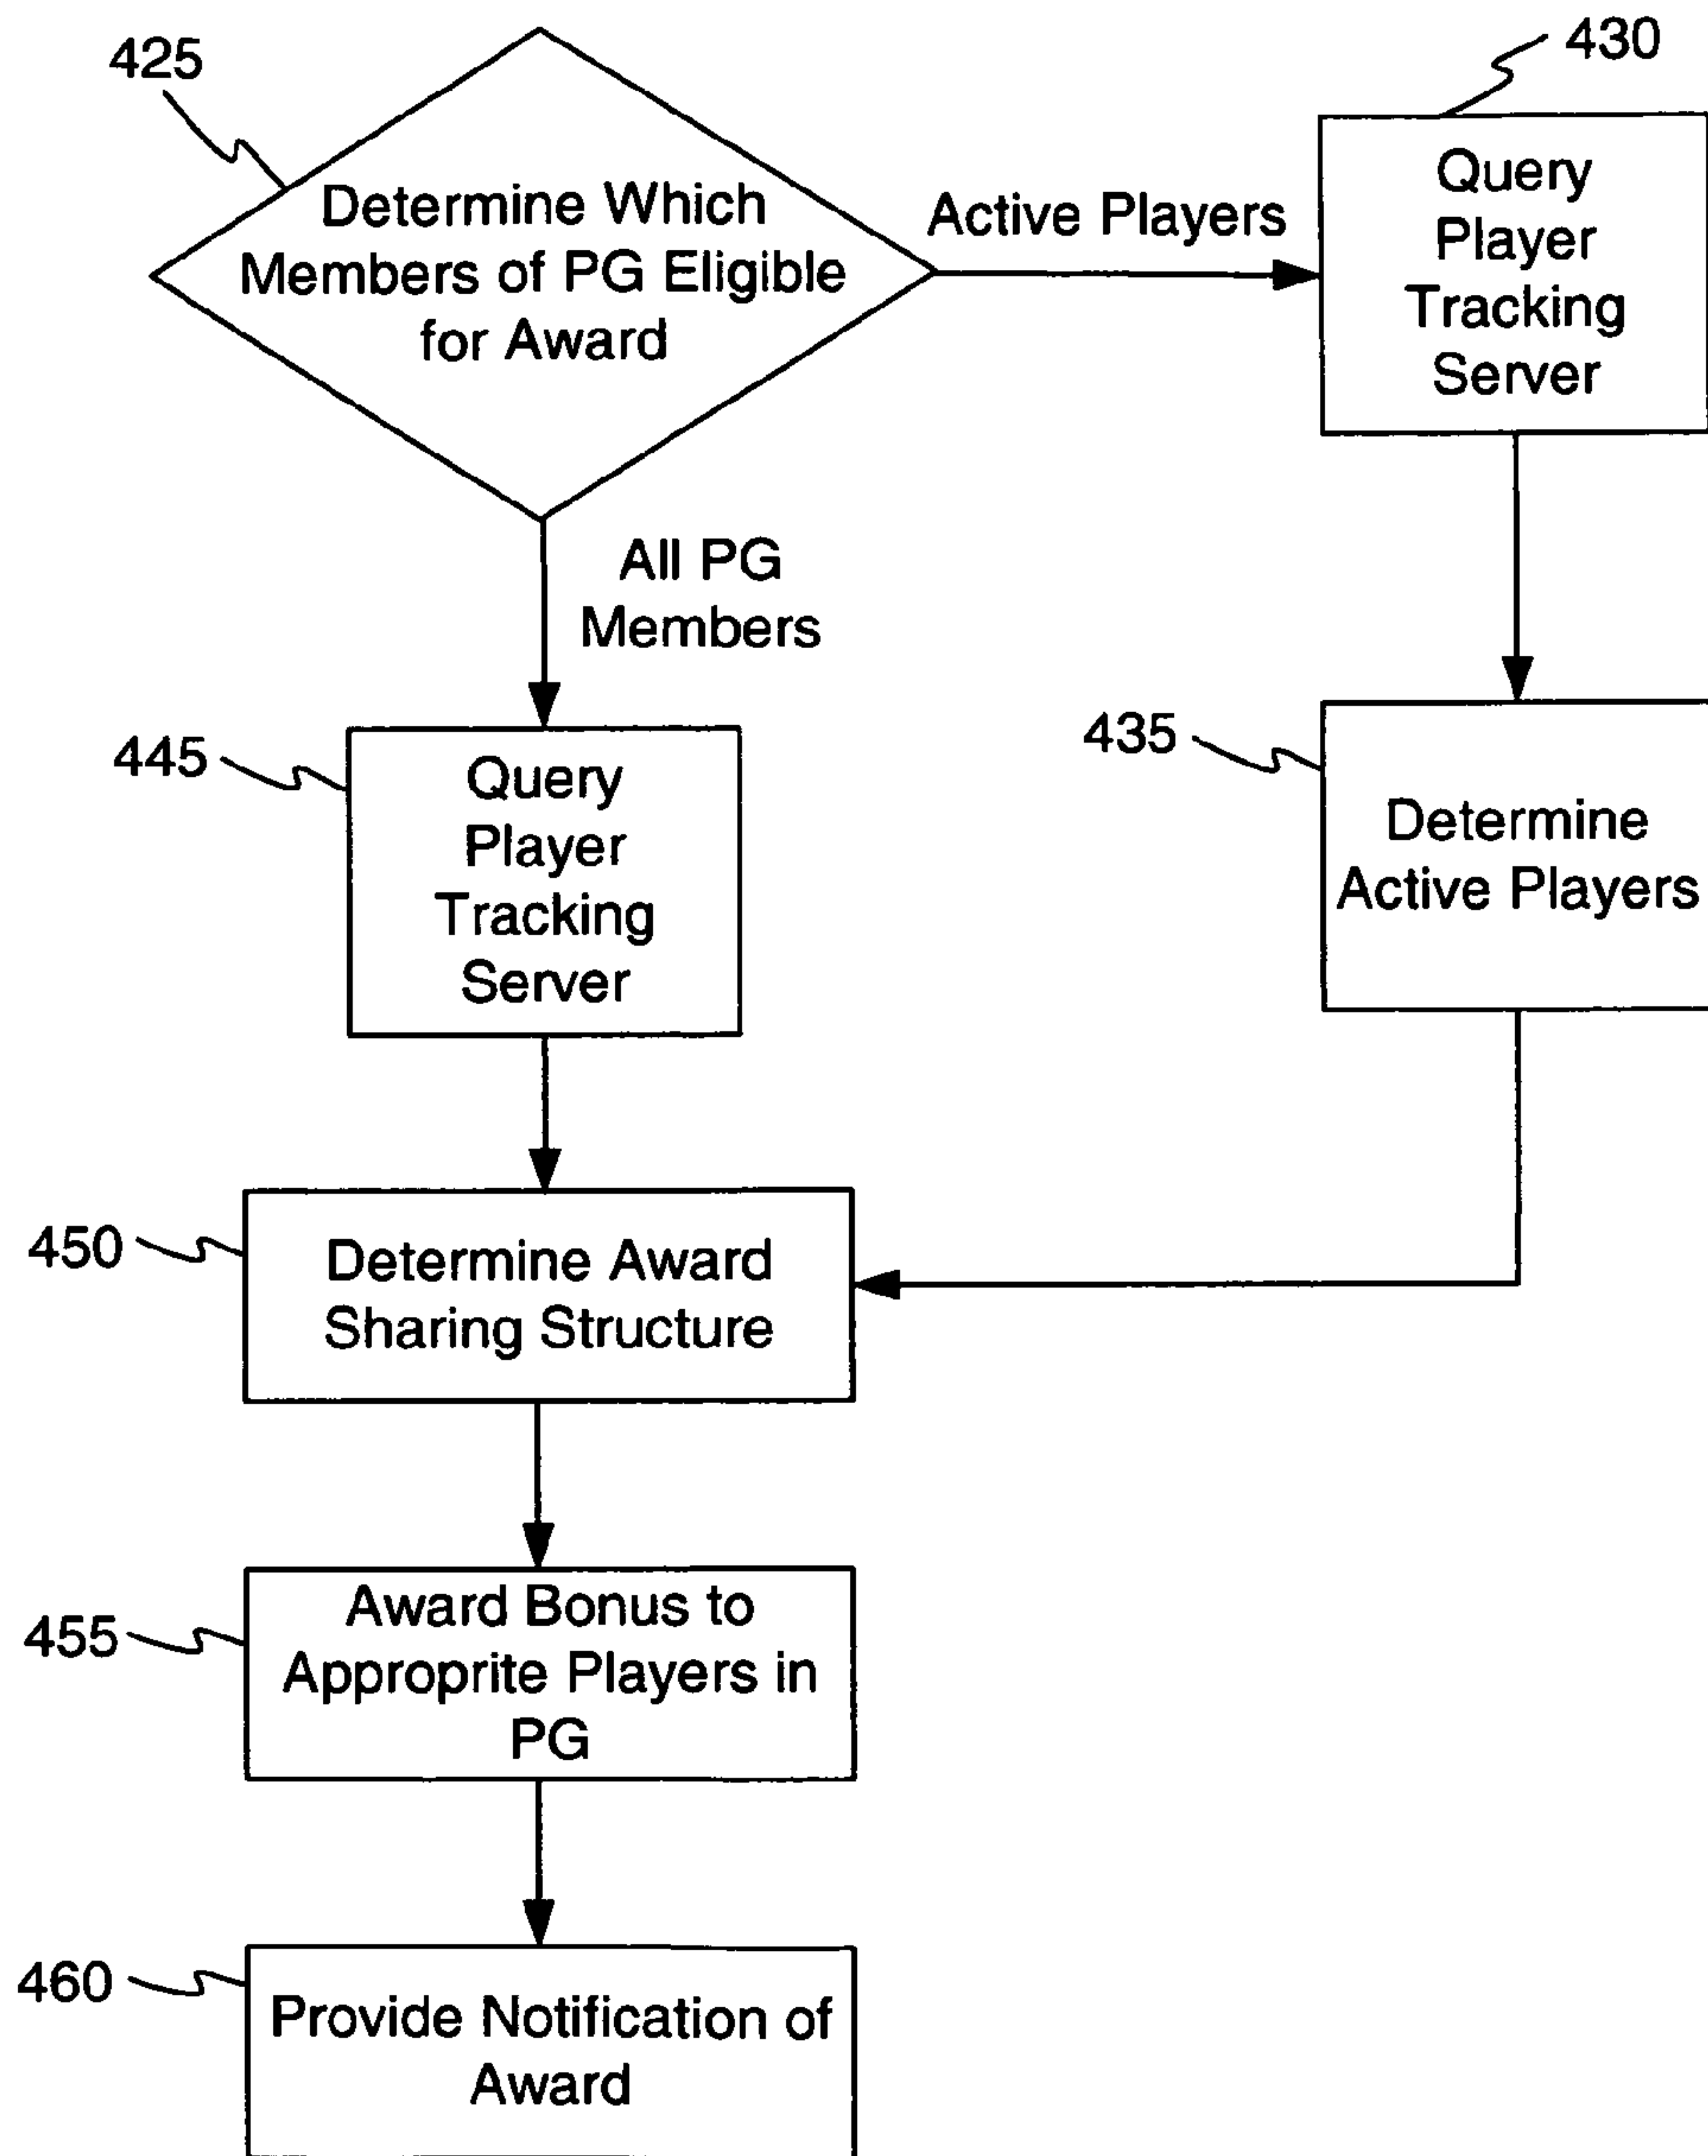 425
430
Determine Which
Members of PG Eligible
for Award
Active Players
Query
Player
Tracking
Server
All PG
Members
445
Query
Player
Tracking
Server
435
Determine
Active Players
450
Determine Award
Sharing Structure
455
Award Bonus to
Approprite Players in
PG
460
Provide Notification of
Award